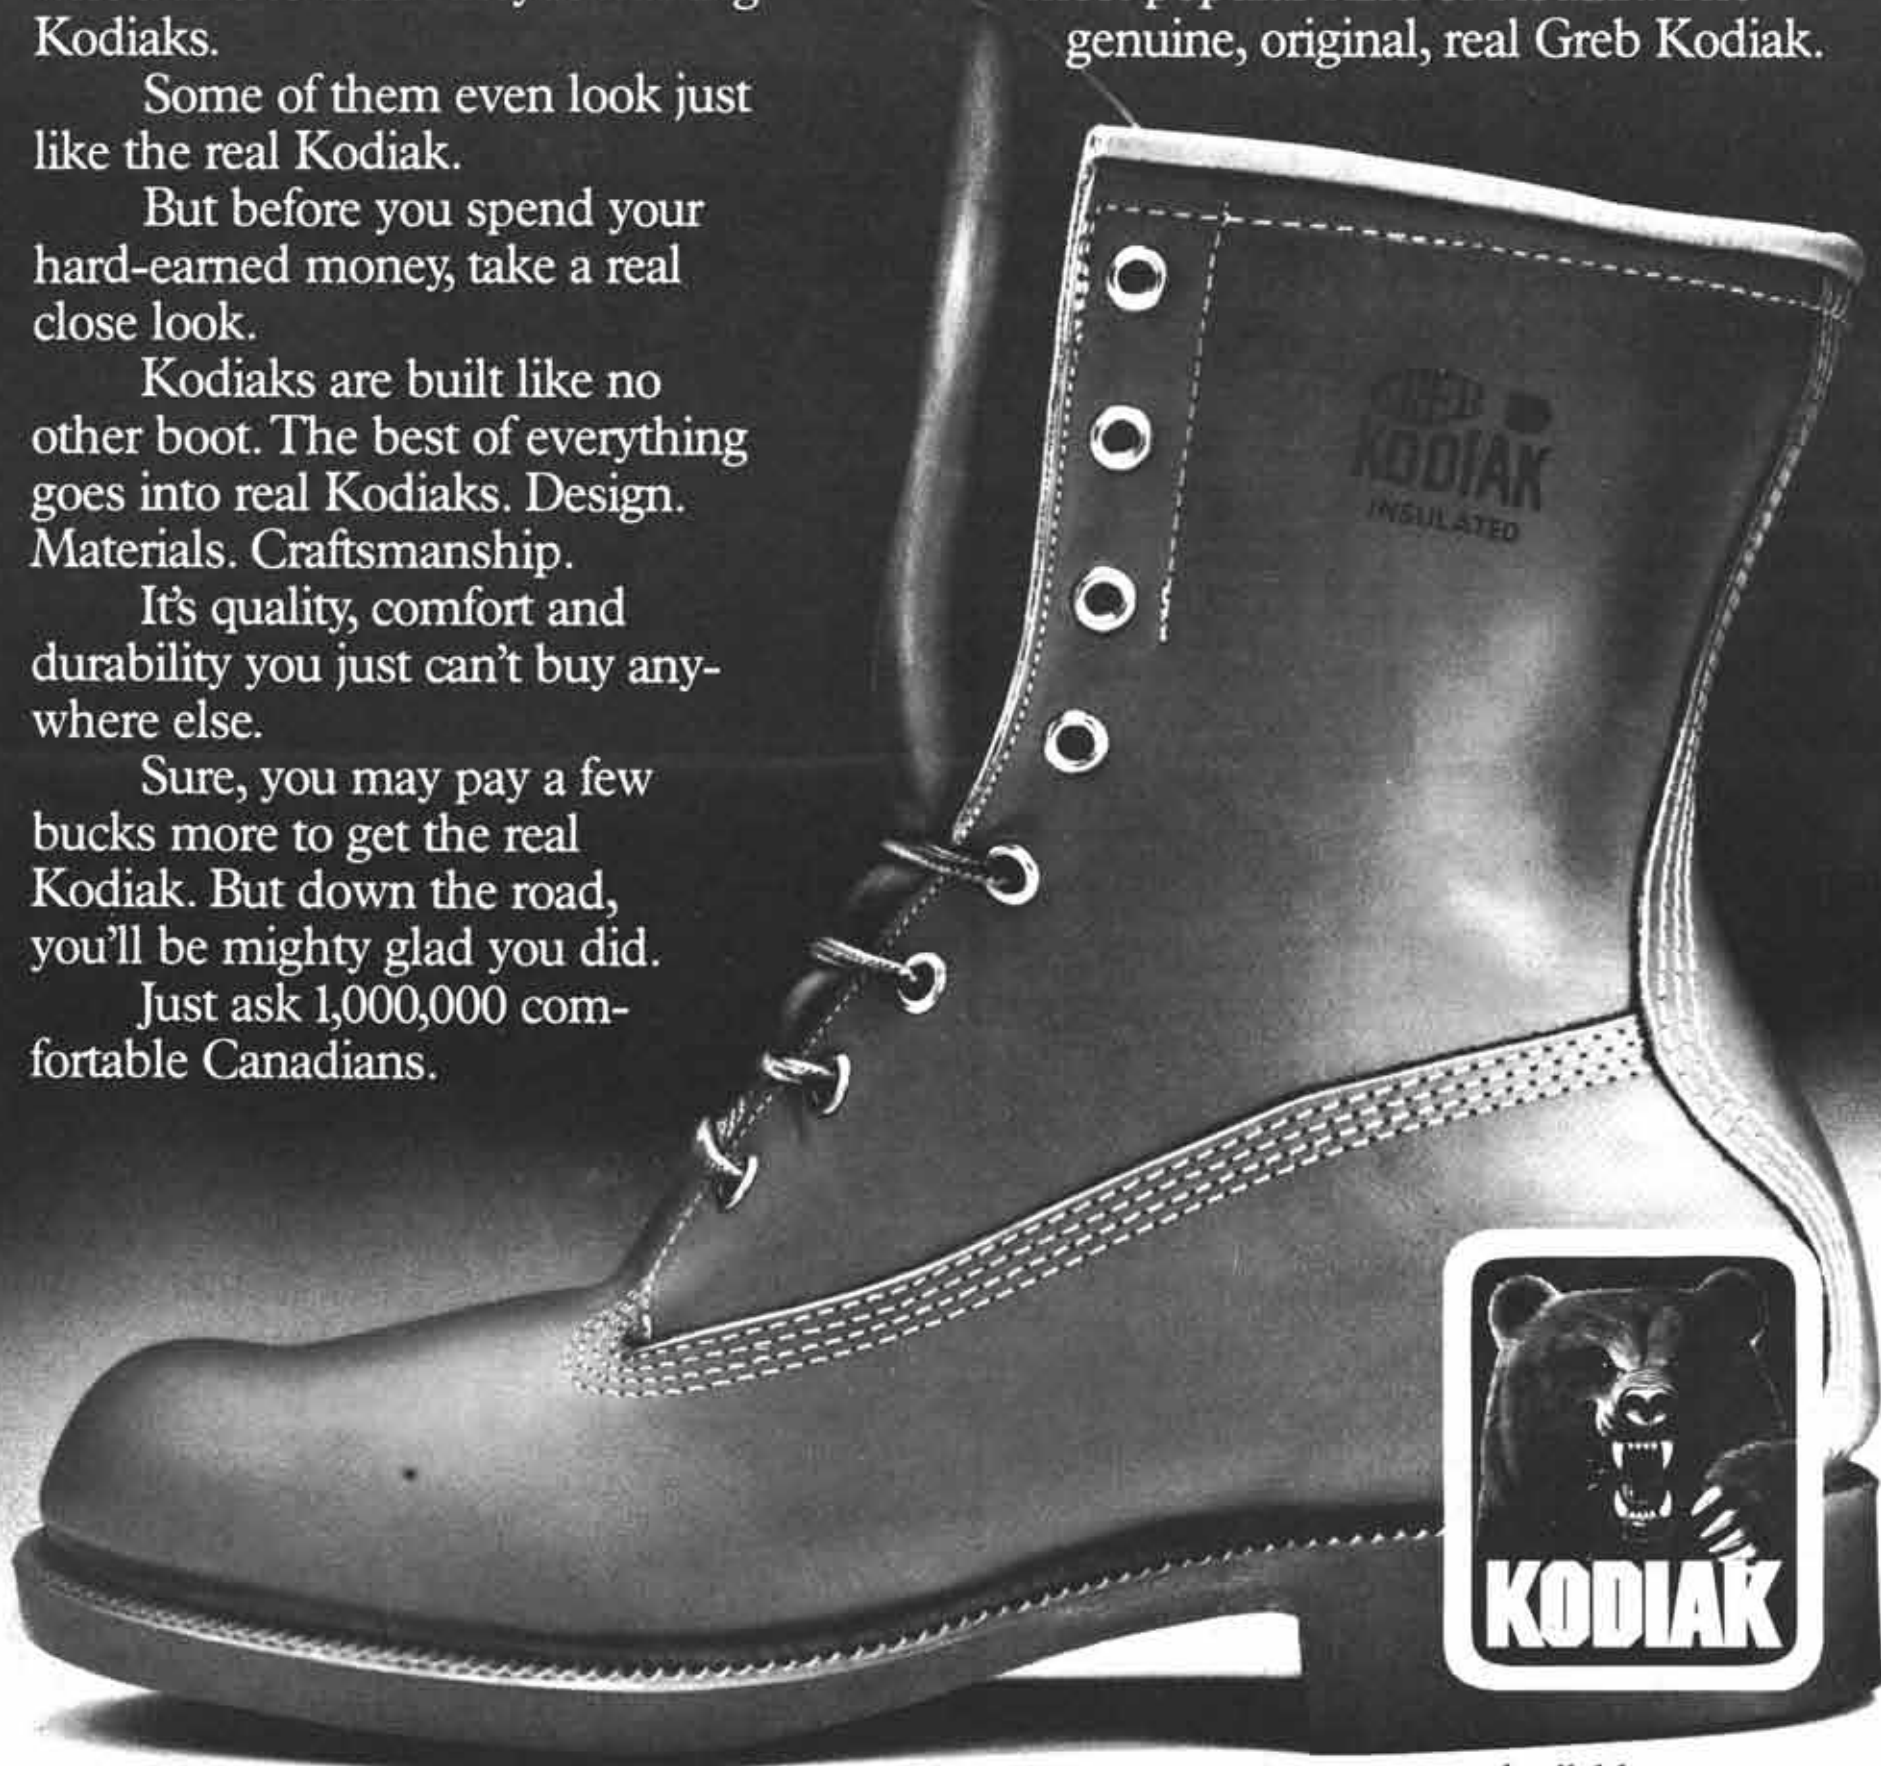 Kodiaks.
Some of them even look just
like the real Kodiak.
But before you spend your
hard-earned money, take a real
close look.
Kodiaks are built like no
other boot. The best of everything
goes into real Kodiaks. Design.
Materials. Craftsmanship.
It's quality, comfort and
durability you just can't buy any-
where else.
Sure, you may pay a few
bucks more to get the real
Kodiak. But down the road,
you'll be mighty glad you did.
Just ask 1,000,000 com-
fortable Canadians.
genuine, original, real Greb Kodiak.
GREB
KODIAK
INSULATED
KODIAK